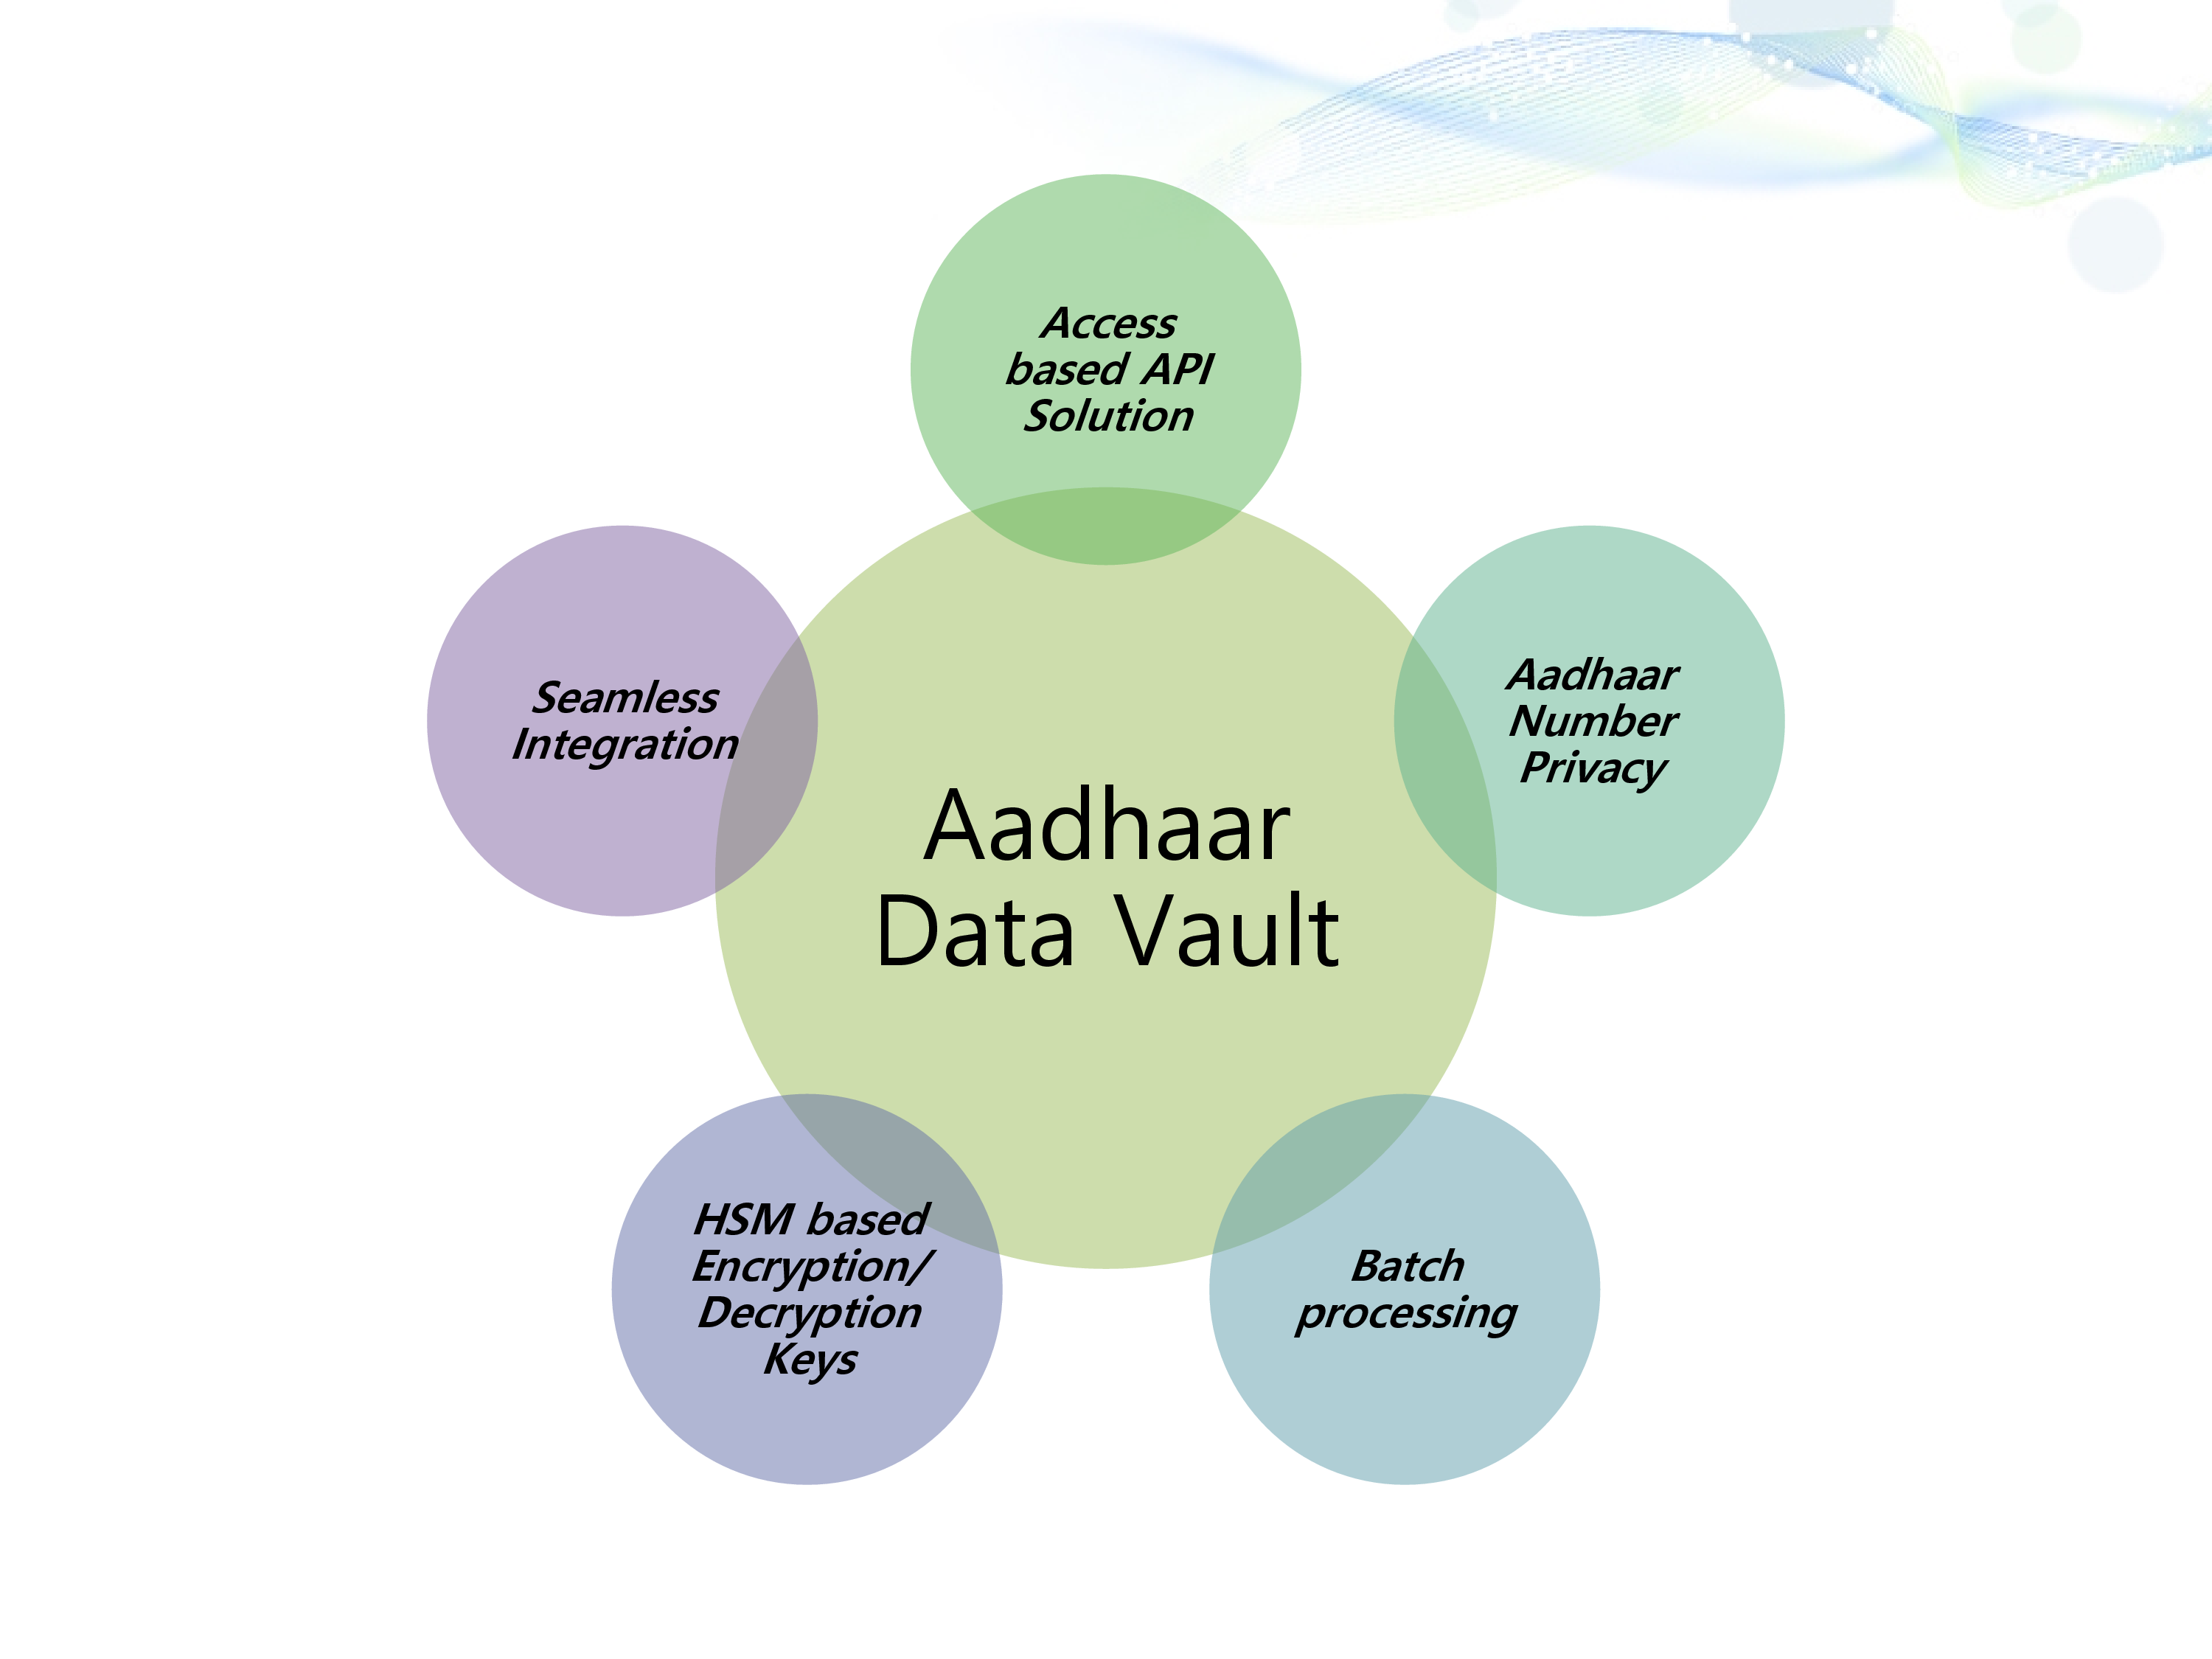 Access
based API
Solution
Seamless
Integration
Aadhaar
Number
Privacy
Aadhaar
Data Vault
HSM based
Encryption/
Decryption
Keys
Batch
processing